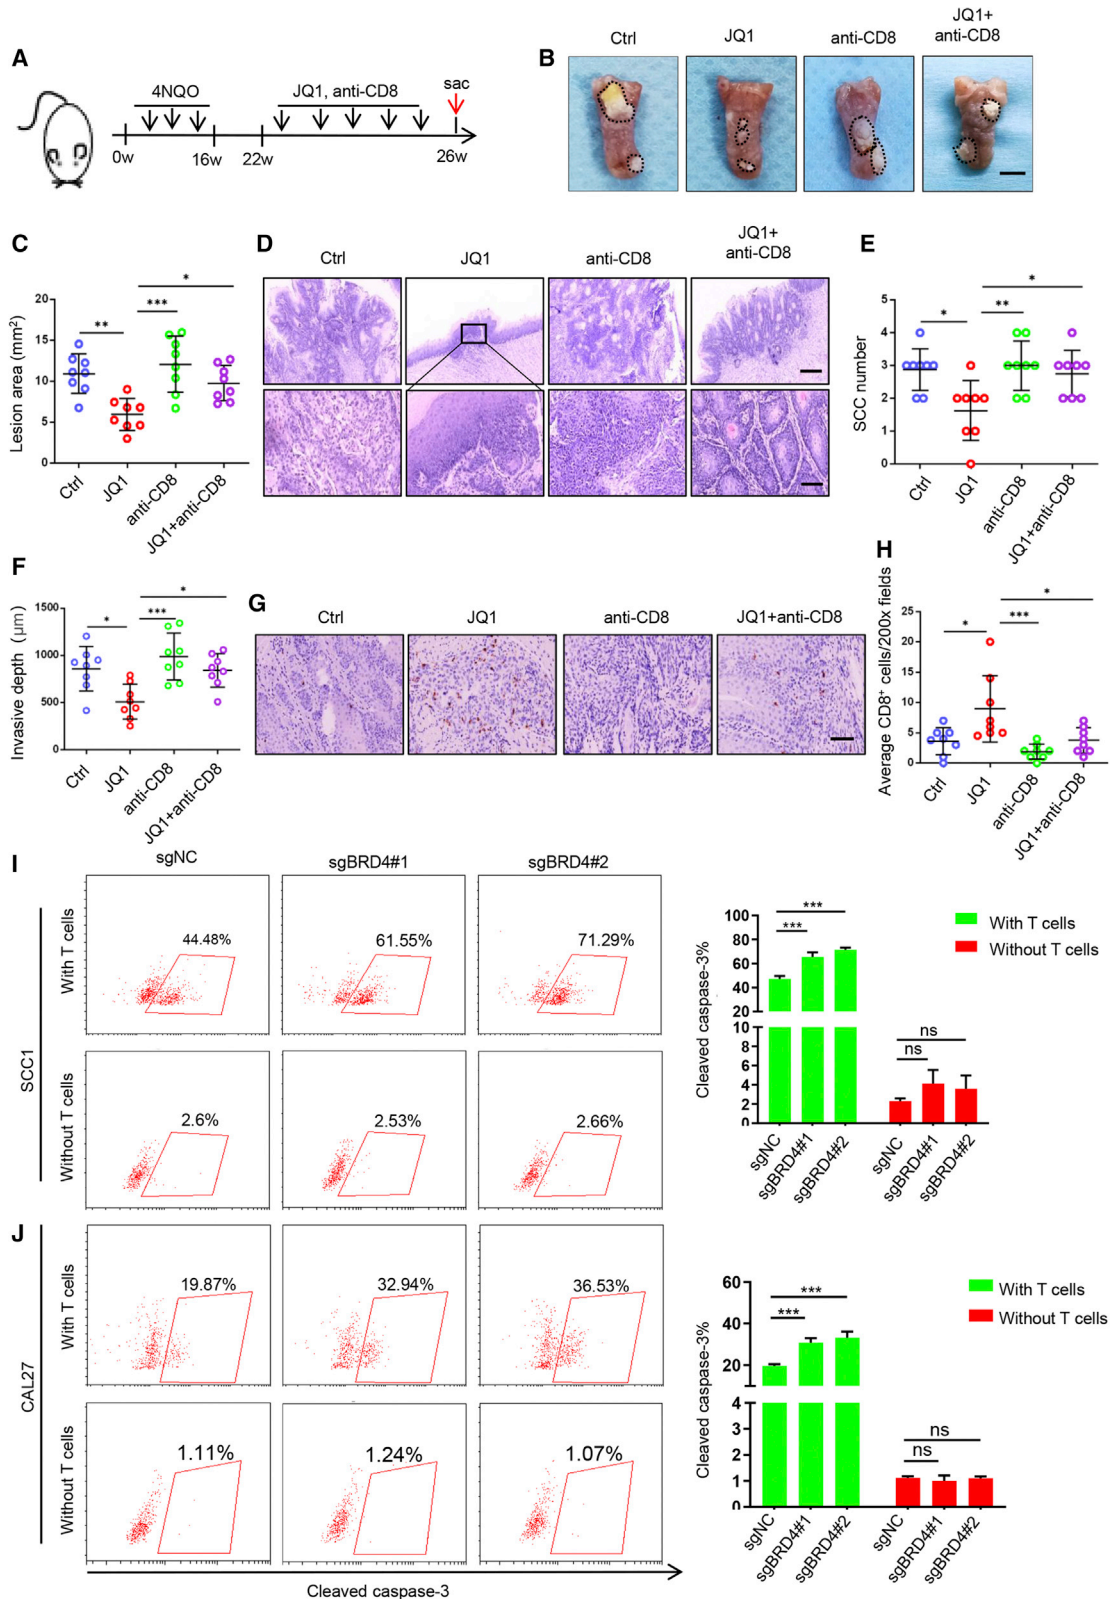 A
4NQO
JQ1, anti-CD8
sac
0w
16w
22w
26w
B
Ctrl
JQ1
anti-CD8
JQ1+
anti-CD8
C
Lesion area (mm²)
20
15
10
5
0
**
***
*
Ctrl
JQ1
anti-CD8
JQ1+anti-CD8
D
Ctrl
JQ1
anti-CD8
JQ1+
anti-CD8
E
SCC number
5
4
3
2
1
0
*
**
*
Ctrl
JQ1
anti-CD8
JQ1+anti-CD8
F
Invasive depth (μm)
1500
1000
500
0
*
***
*
Ctrl
JQ1
anti-CD8
JQ1+anti-CD8
G
Ctrl
JQ1
anti-CD8
JQ1+anti-CD8
H
Average CD8⁺ cells/200x fields
25
20
15
10
5
0
*
***
*
Ctrl
JQ1
anti-CD8
JQ1+anti-CD8
I
sgNC
sgBRD4#1
sgBRD4#2
SCC1
With T cells
44.48%
61.55%
71.29%
Without T cells
2.6%
2.53%
2.66%
Cleaved caspase-3%
100
80
60
40
20
10
8
6
4
2
0
***
***
ns
ns
With T cells
Without T cells
sgNC
sgBRD4#1
sgBRD4#2
sgNC
sgBRD4#1
sgBRD4#2
J
CAL27
With T cells
19.87%
32.94%
36.53%
Without T cells
1.11%
1.24%
1.07%
Cleaved caspase-3
Cleaved caspase-3%
60
40
20
4
3
2
1
0
***
***
ns
ns
With T cells
Without T cells
sgNC
sgBRD4#1
sgBRD4#2
sgNC
sgBRD4#1
sgBRD4#2